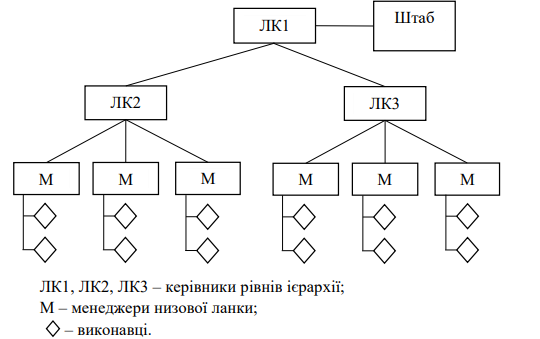 ЛК1
Штаб
ЛК2
ЛК3
М
М
М
М
М
М
ЛК1, ЛК2, ЛК3 – керівники рівнів ієрархії;
М – менеджери низової ланки;
– виконавці.